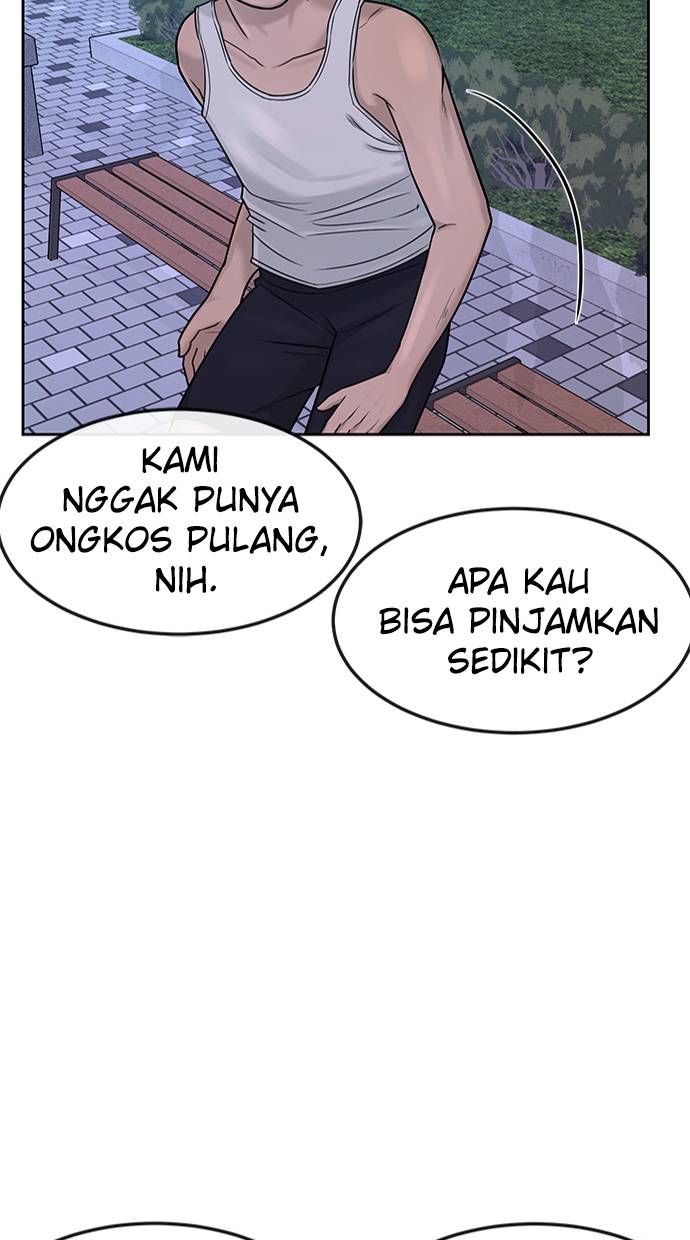 KAMI
NGGAK PUNYA
ONGKOS PULANG,
NIH.
APA KAU
BISA PINJAMKAN
SEDIKIT?